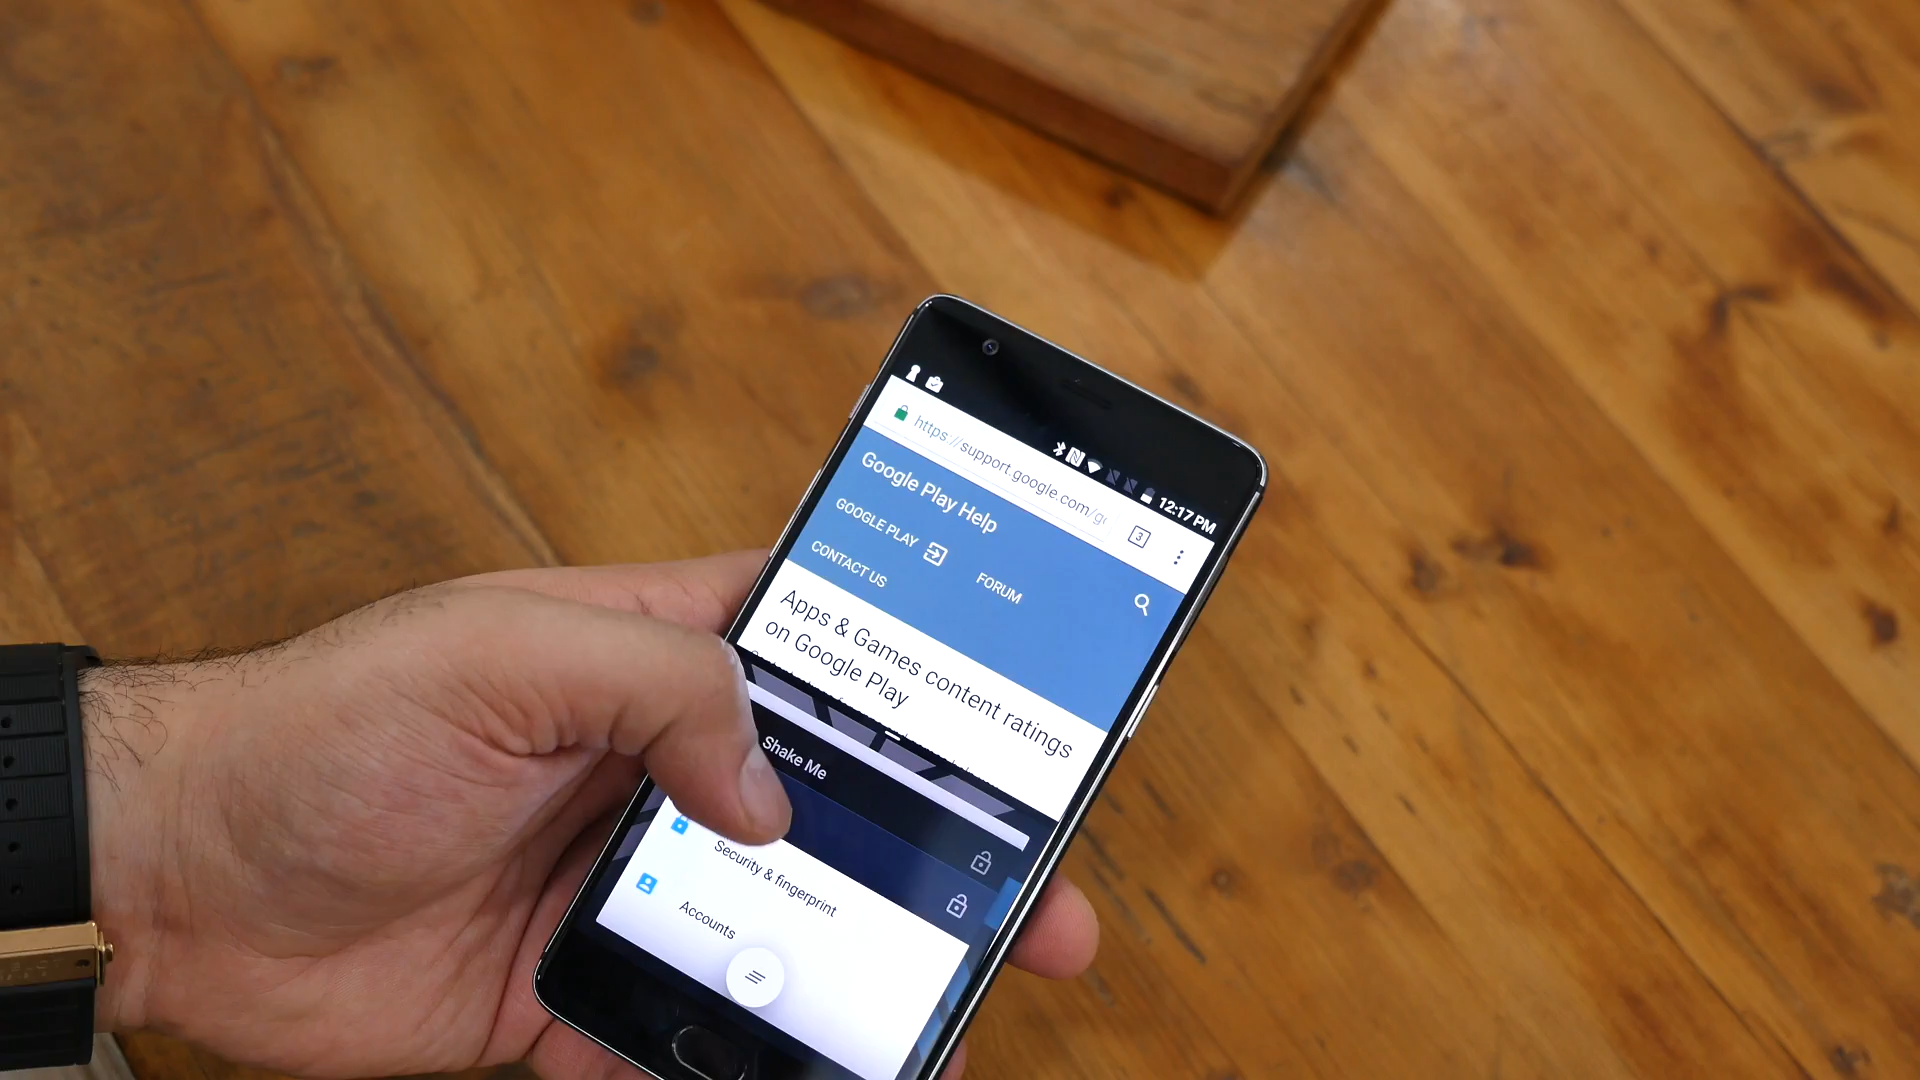 12:17 PM
https://support.google.com/g
3
Google Play Help
GOOGLE PLAY
FORUM
CONTACT US
Apps & Games content ratings
on Google Play
Shake Me
Security & fingerprint
Accounts